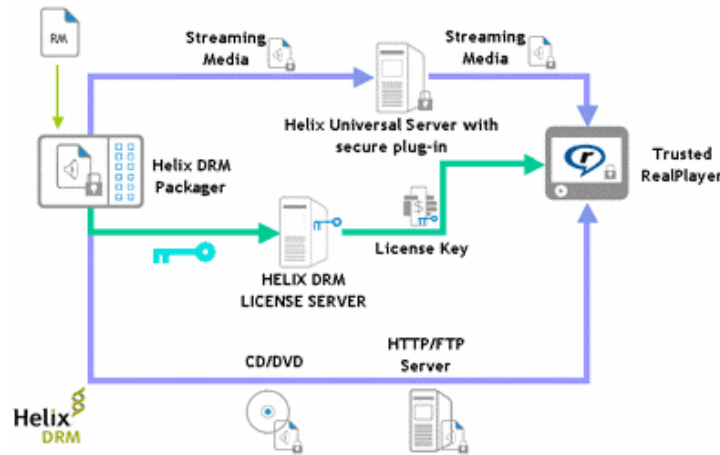 RM
Streaming
Media
Streaming
Media
Helix Universal Server with
secure plug-in
Helix DRM
Packager
r
Trusted
RealPlayer
$
License Key
HELIX DRM
LICENSE SERVER
CD/DVD
HTTP/FTP
Server
Helix
DRM